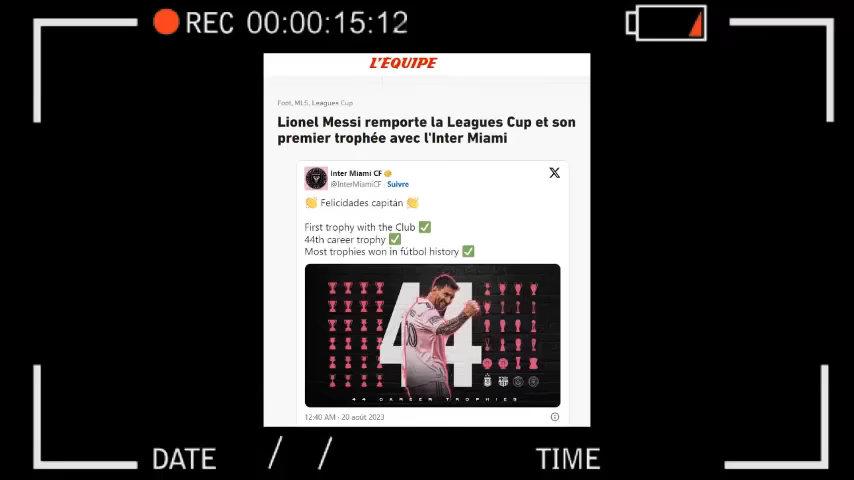 REC 00:00:15:12
L'ÉQUIPE
Foot, MLS, Leagues Cup
Lionel Messi remporte la Leagues Cup et son
premier trophée avec l'Inter Miami
Inter Miami CF
@InterMiamiCF · Suivre
Felicidades capitán
First trophy with the Club
44th career trophy
Most trophies won in fútbol history
44
44 CAREER TROPHIES
12:40 AM · 20 août 2023
DATE / / TIME